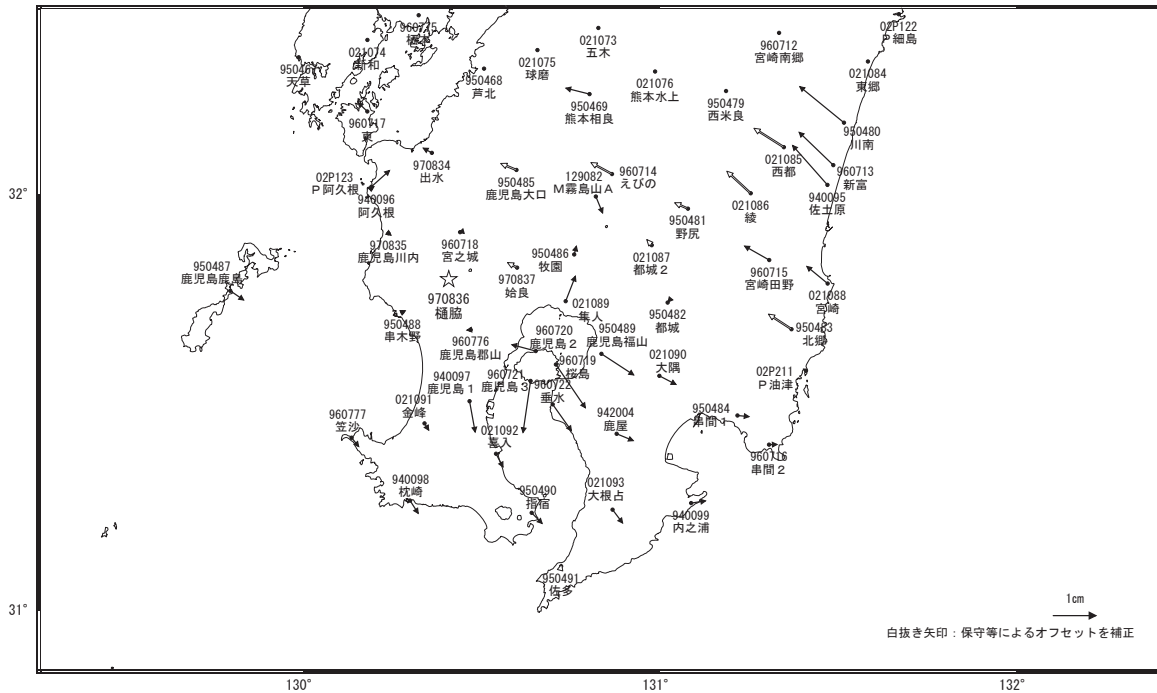 02P122
P細島
960775
栖本
021074
新和
950467
天草
950468
芦北
021075
球磨
021073
五木
960712
宮崎南郷
021084
東郷
021076
熊本水上
950469
熊本相良
950479
西米良
960717
東
950480
川南
970834
出水
021085
西都
960713
新富
02P123
P阿久根
940096
阿久根
950485
鹿児島大口
129082
M霧島山A
960714
えびの
940095
佐土原
021086
綾
950481
野尻
970835
鹿児島川内
960718
宮之城
950486
牧園
021087
都城2
950487
鹿児島鹿島
970837
姶良
960715
宮崎田野
970836
樋脇
021089
隼人
021088
宮崎
950482
都城
950488
串木野
950483
北郷
960776
鹿児島郡山
960720
鹿児島2
950489
鹿児島福山
960719
桜島
021090
大隅
02P211
P油津
940097
鹿児島1
960721
鹿児島3
960722
垂水
021091
金峰
960777
笠沙
942004
鹿屋
950484
串間1
021092
喜入
960716
串間2
940098
枕崎
950490
指宿
021093
大根占
940099
内之浦
950491
佐多
32°
31°
1cm
白抜き矢印:保守等によるオフセットを補正
130°
131°
132°